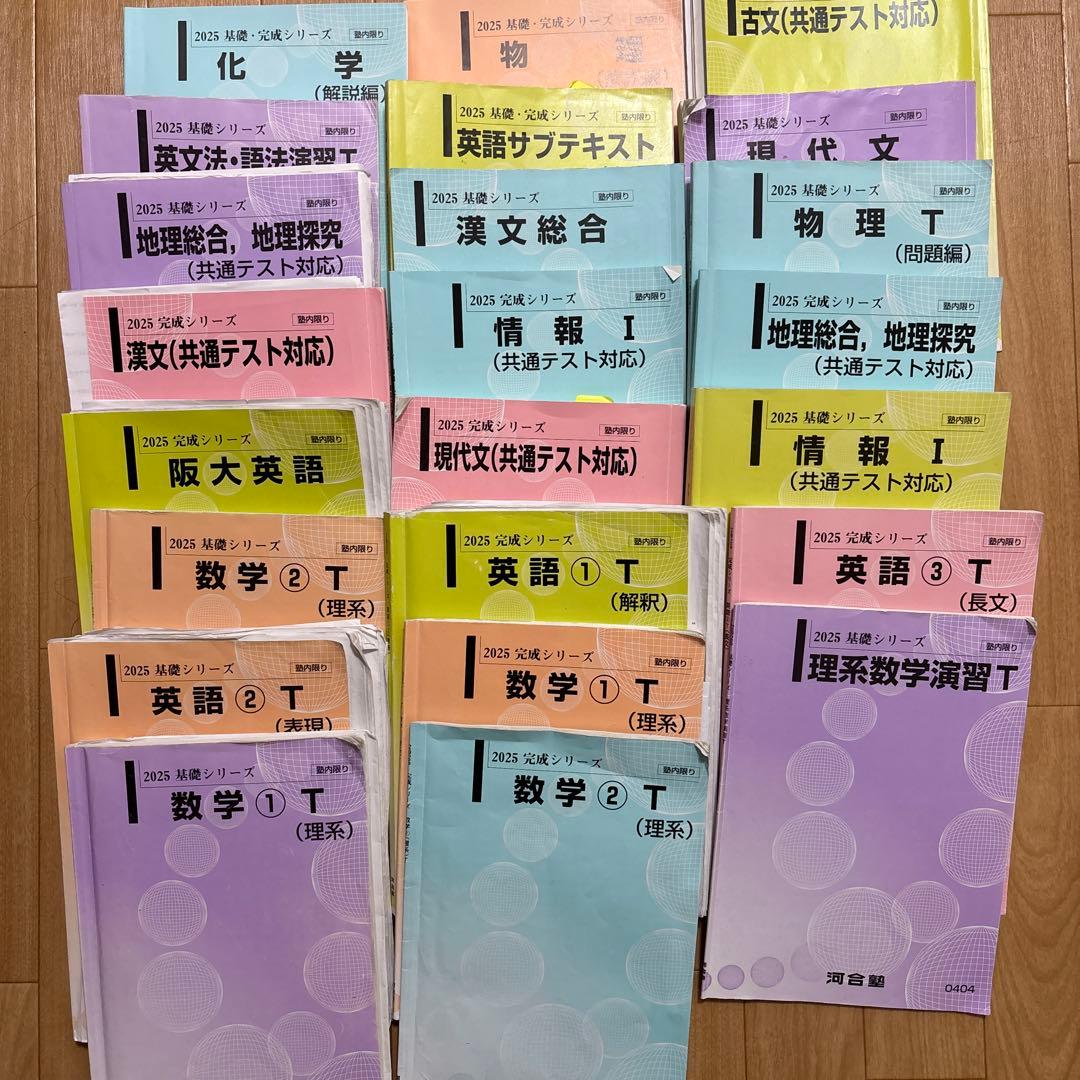 2025 基礎・完成シリーズ 塾内限り
化 学
(解説編)
2025 基礎・完成シリーズ 塾内限り
物
古文(共通テスト対応)
2025 基礎シリーズ 塾内限り
英文法・語法演習T
2025 基礎・完成シリーズ 塾内限り
英語サブテキスト
2025 基礎シリーズ 塾内限り
現 代 文
2025 基礎シリーズ 塾内限り
地理総合，地理探究
(共通テスト対応)
2025 基礎シリーズ 塾内限り
漢文総合
2025 基礎シリーズ 塾内限り
物 理 T
(問題編)
2025 完成シリーズ 塾内限り
漢文(共通テスト対応)
2025 完成シリーズ 塾内限り
情 報 I
(共通テスト対応)
2025 完成シリーズ 塾内限り
地理総合，地理探究
(共通テスト対応)
2025 完成シリーズ 塾内限り
阪大英語
2025 完成シリーズ 塾内限り
現代文(共通テスト対応)
2025 基礎シリーズ 塾内限り
情 報 I
(共通テスト対応)
2025 基礎シリーズ 塾内限り
数学② T
(理系)
2025 完成シリーズ 塾内限り
英語① T
(解釈)
2025 完成シリーズ 塾内限り
英語③ T
(長文)
2025 基礎シリーズ 塾内限り
英語② T
(表現)
2025 完成シリーズ 塾内限り
数学① T
(理系)
2025 基礎シリーズ 塾内限り
理系数学演習T
河合塾
0404
2025 基礎シリーズ 塾内限り
数学① T
(理系)
2025 完成シリーズ 塾内限り
数学② T
(理系)